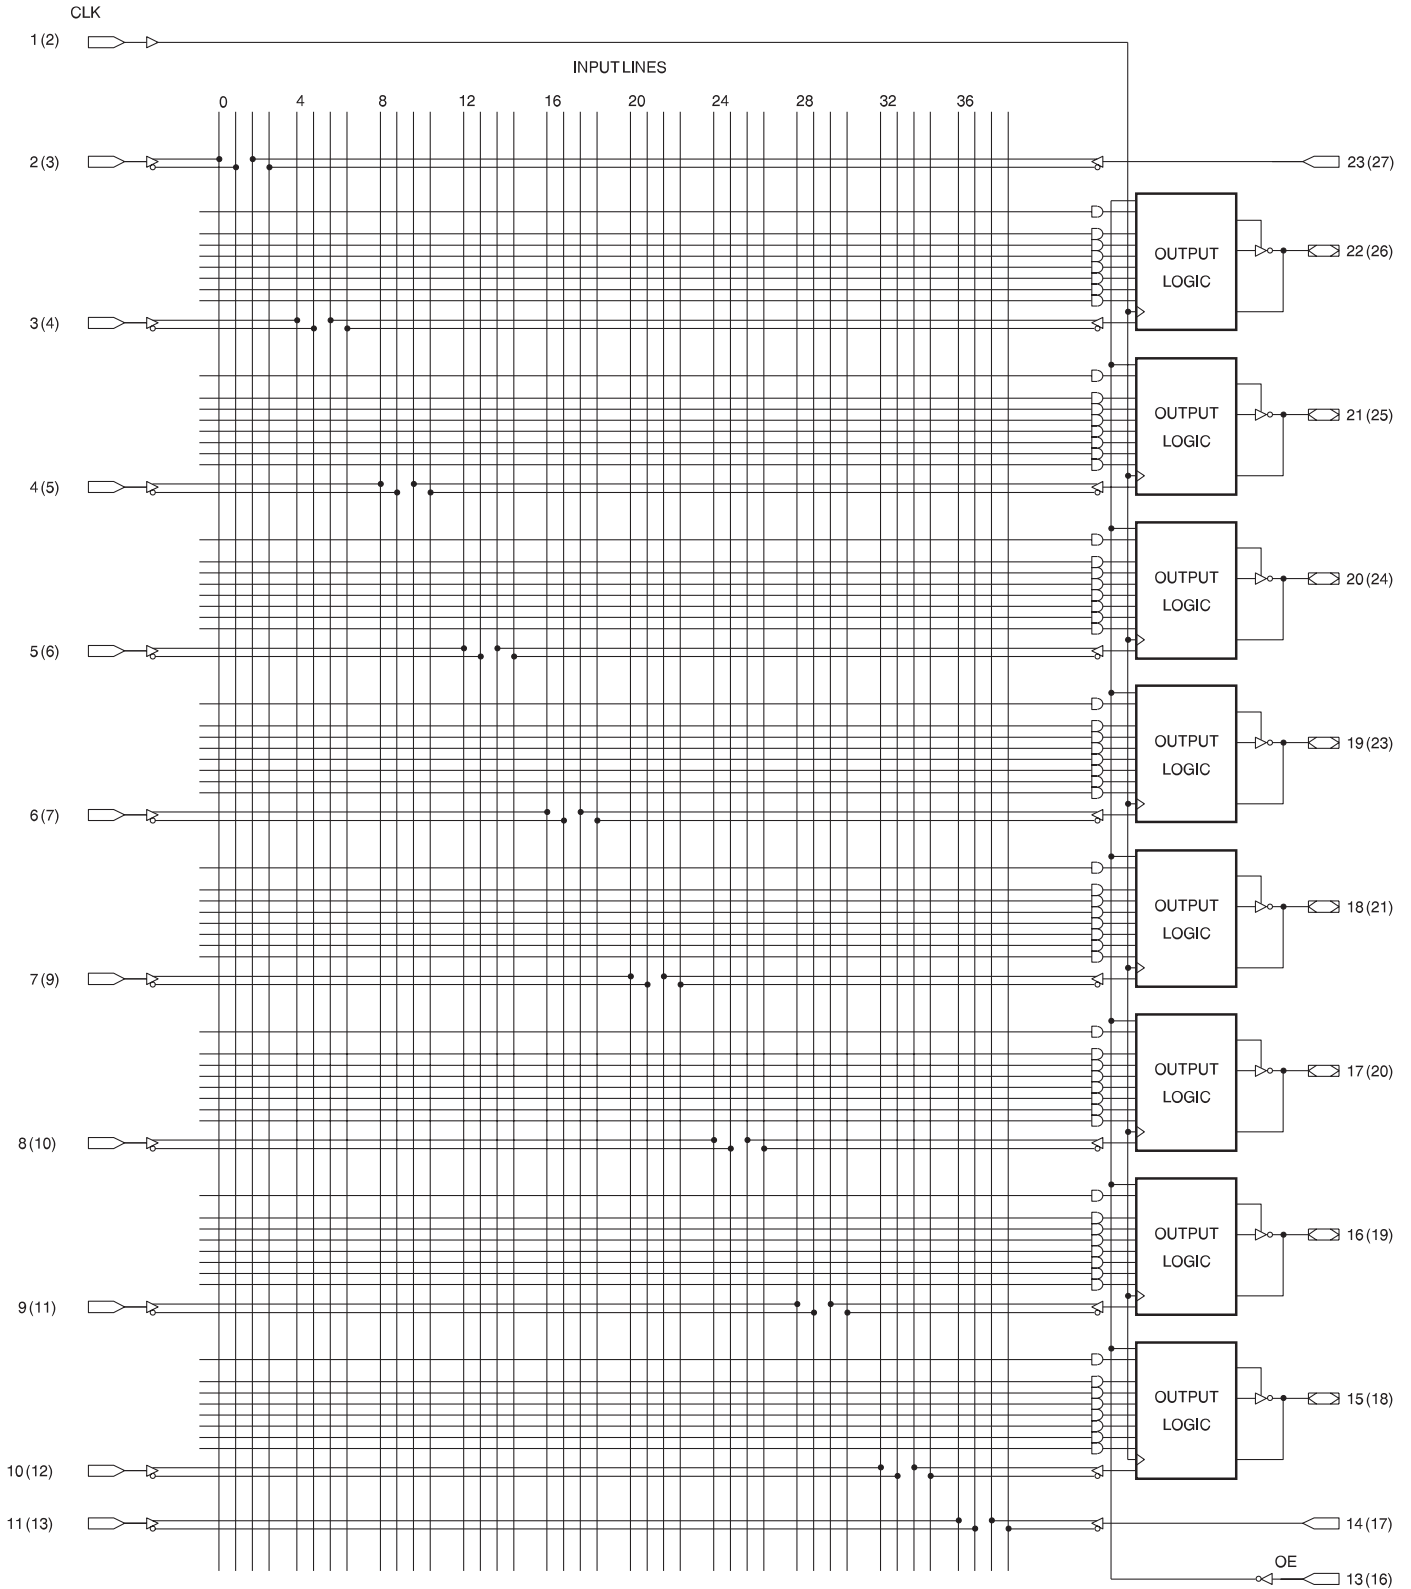 CLK
1(2)
INPUT LINES
0 4 8 12 16 20 24 28 32 36
2(3)
23(27)
OUTPUT
LOGIC
22(26)
3(4)
OUTPUT
LOGIC
21(25)
4(5)
OUTPUT
LOGIC
20(24)
5(6)
OUTPUT
LOGIC
19(23)
6(7)
OUTPUT
LOGIC
18(21)
7(9)
OUTPUT
LOGIC
17(20)
8(10)
OUTPUT
LOGIC
16(19)
9(11)
OUTPUT
LOGIC
15(18)
10(12)
11(13)
14(17)
OE
13(16)